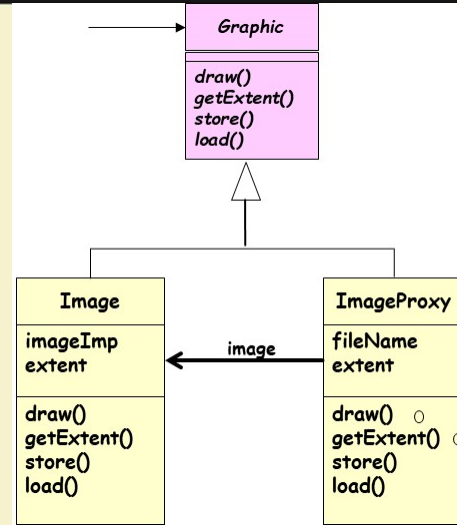 Graphic
draw()
getExtent()
store()
load()
Image
imageImp
extent
draw()
getExtent()
store()
load()
image
ImageProxy
fileName
extent
draw()
getExtent()
store()
load()